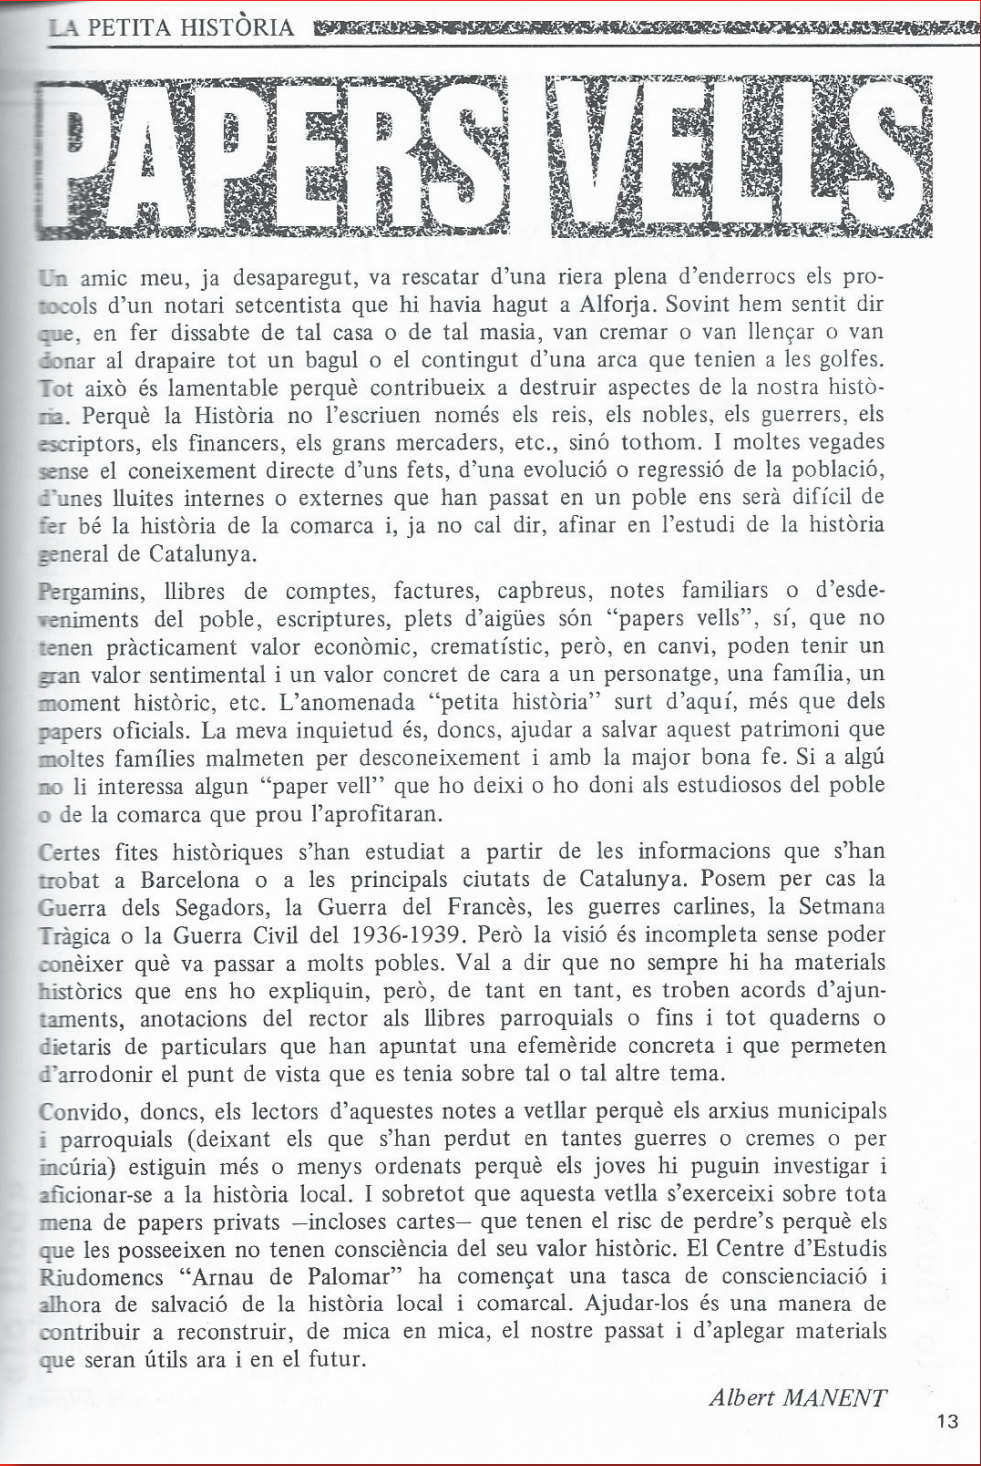 LA PETITA HISTÒRIA
PAPERS VELLS
Un amic meu, ja desaparegut, va rescatar d'una riera plena d'enderrocs els pro-
tocols d'un notari setcentista que hi havia hagut a Alforja. Sovint hem sentit dir
que, en fer dissabte de tal casa o de tal masia, van cremar o van llençar o van
donar al drapaire tot un bagul o el contingut d'una arca que tenien a les golfes.
Tot això és lamentable perquè contribueix a destruir aspectes de la nostra histò-
ria. Perquè la Història no l'escriuen només els reis, els nobles, els guerrers, els
escriptors, els financers, els grans mercaders, etc., sinó tothom. I moltes vegades
sense el coneixement directe d'uns fets, d'una evolució o regressió de la població,
d'unes lluites internes o externes que han passat en un poble ens serà difícil de
fer bé la història de la comarca i, ja no cal dir, afinar en l'estudi de la història
general de Catalunya.
Pergamins, llibres de comptes, factures, capbreus, notes familiars o d'esde-
veniments del poble, escriptures, plets d'aigües són "papers vells", sí, que no
tenen pràcticament valor econòmic, crematístic, però, en canvi, poden tenir un
gran valor sentimental i un valor concret de cara a un personatge, una família, un
moment històric, etc. L'anomenada "petita història" surt d'aquí, més que dels
papers oficials. La meva inquietud és, doncs, ajudar a salvar aquest patrimoni que
moltes famílies malmeten per desconeixement i amb la major bona fe. Si a algú
no li interessa algun "paper vell" que ho deixi o ho doni als estudiosos del poble
o de la comarca que prou l'aprofitaran.
Certes fites històriques s'han estudiat a partir de les informacions que s'han
trobat a Barcelona o a les principals ciutats de Catalunya. Posem per cas la
Guerra dels Segadors, la Guerra del Francès, les guerres carlines, la Setmana
Tràgica o la Guerra Civil del 1936-1939. Però la visió és incompleta sense poder
conèixer què va passar a molts pobles. Val a dir que no sempre hi ha materials
històrics que ens ho expliquin, però, de tant en tant, es troben acords d'ajun-
taments, anotacions del rector als llibres parroquials o fins i tot quaderns o
dietaris de particulars que han apuntat una efemèride concreta i que permeten
d'arrodonir el punt de vista que es tenia sobre tal o tal altre tema.
Convido, doncs, els lectors d'aquestes notes a vetllar perquè els arxius municipals
i parroquials (deixant els que s'han perdut en tantes guerres o cremes o per
incúria) estiguin més o menys ordenats perquè els joves hi puguin investigar i
aficionar-se a la història local. I sobretot que aquesta vetlla s'exerceixi sobre tota
mena de papers privats —incloses cartes— que tenen el risc de perdre's perquè els
que les posseeixen no tenen consciència del seu valor històric. El Centre d'Estudis
Riudomencs "Arnau de Palomar" ha començat una tasca de conscienciació i
alhora de salvació de la història local i comarcal. Ajudar-los és una manera de
contribuir a reconstruir, de mica en mica, el nostre passat i d'aplegar materials
que seran útils ara i en el futur.
Albert MANENT
13